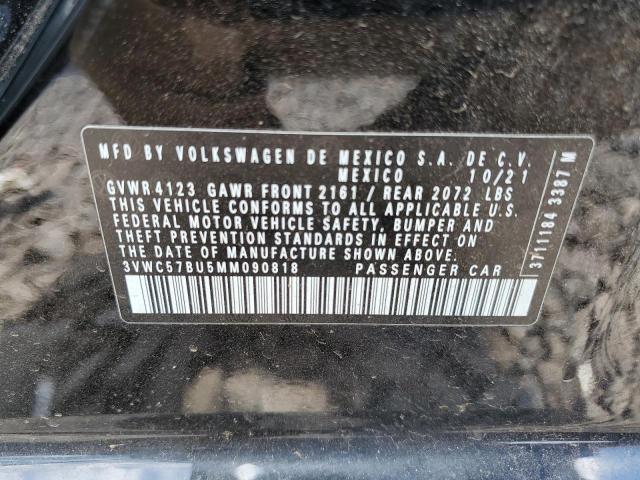 MFD BY VOLKSWAGEN DE MEXICO S.A. DE C.V.
MEXICO 10/21
GVWR 4123 GAWR FRONT 2161 / REAR 2072 LBS
THIS VEHICLE CONFORMS TO ALL APPLICABLE U.S.
FEDERAL MOTOR VEHICLE SAFETY, BUMPER AND
THEFT PREVENTION STANDARDS IN EFFECT ON
THE DATE OF MANUFACTURE SHOWN ABOVE.
3VWC57BU5MM090818 PASSENGER CAR
3711184 3387 M